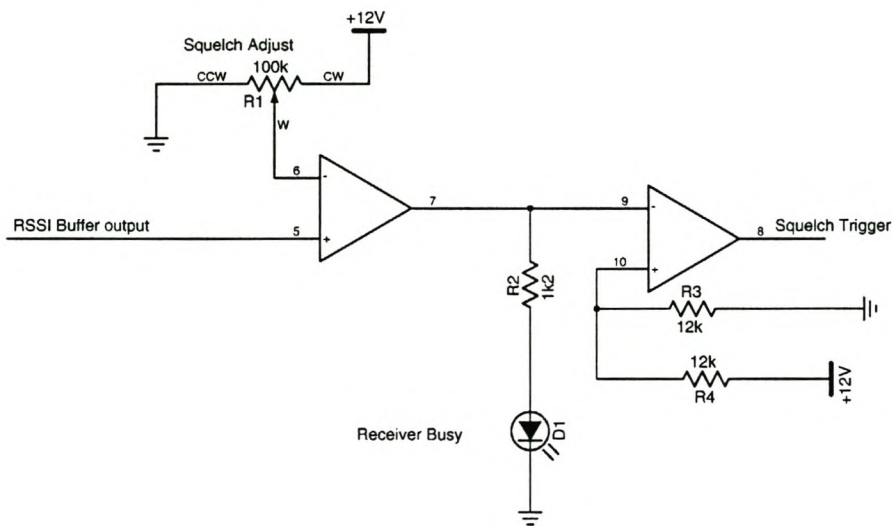 +12V
Squelch Adjust
100k
CCW
CW
R1
W
6
-
7
9
-
RSSI Buffer output
5
+
8
Squelch Trigger
10
+
R2
1k2
R3
12k
12k
R4
+12V
Receiver Busy
D1